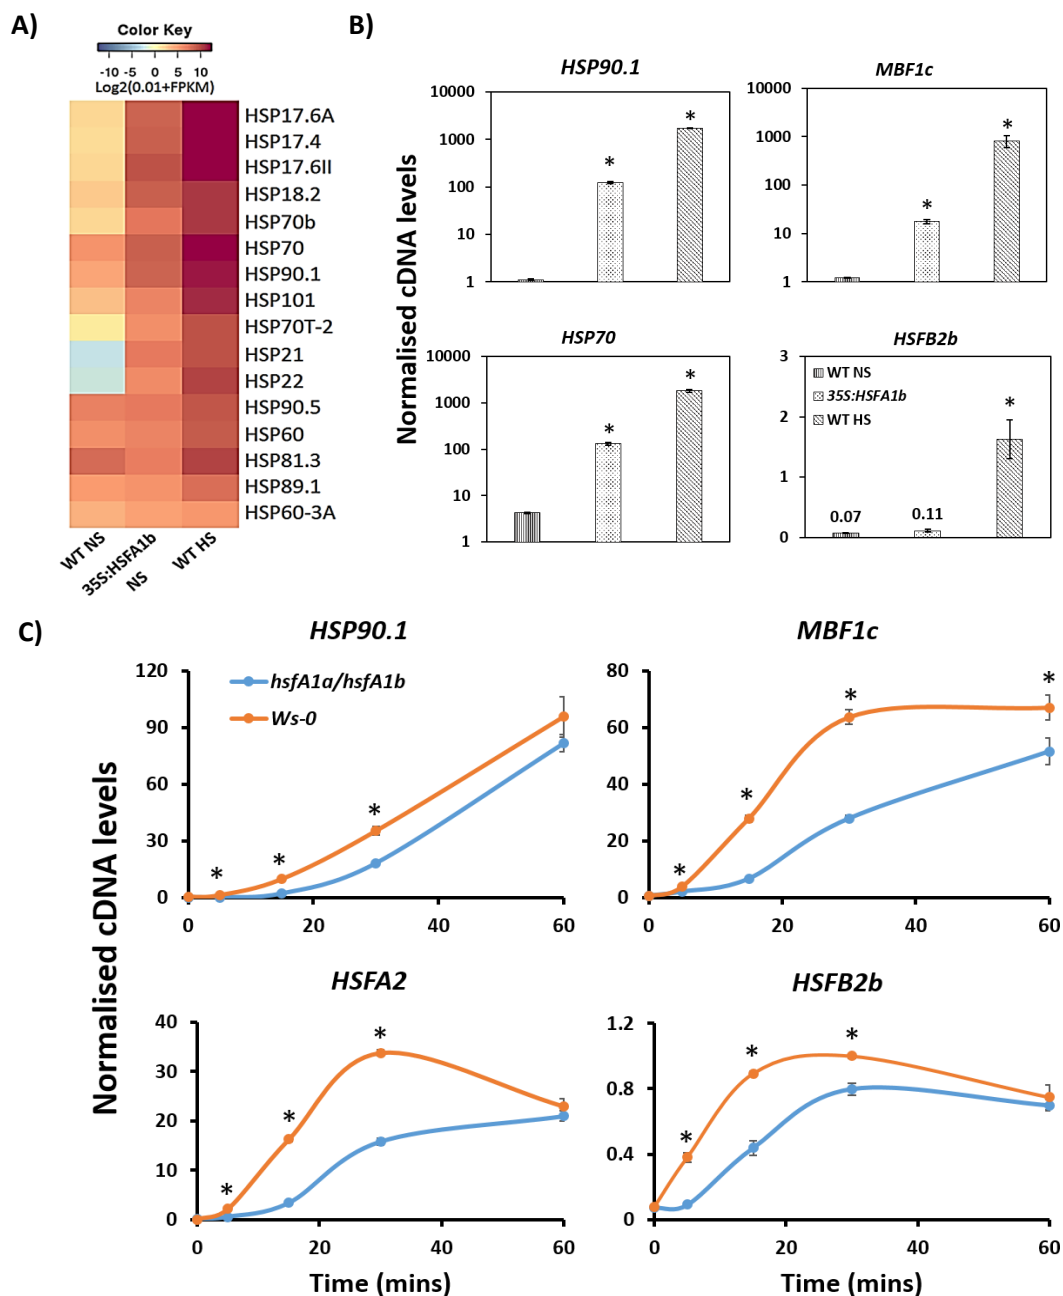 A)
Color Key
-10 -5 0 5 10
Log2(0.01+FPKM)
HSP17.6A
HSP17.4
HSP17.6II
HSP18.2
HSP70b
HSP70
HSP90.1
HSP101
HSP70T-2
HSP21
HSP22
HSP90.5
HSP60
HSP81.3
HSP89.1
HSP60-3A
WT NS
35S:HSFA1b
NS
WT HS
B)
Normalised cDNA levels
HSP90.1
10000
1000
100
10
1
*
*
MBF1c
10000
1000
100
10
1
*
*
HSP70
10000
1000
100
10
1
*
*
HSFB2b
3
2
1
0
WT NS
35S:HSFA1b
WT HS
0.07
0.11
*
C)
Normalised cDNA levels
HSP90.1
120
90
60
30
0
hsfA1a/hsfA1b
Ws-0
*
*
*
0 20 40 60
MBF1c
80
60
40
20
0
*
*
*
*
0 20 40 60
HSFA2
40
30
20
10
0
*
*
*
0 20 40 60
Time (mins)
HSFB2b
1.2
0.8
0.4
0
*
*
*
0 20 40 60
Time (mins)